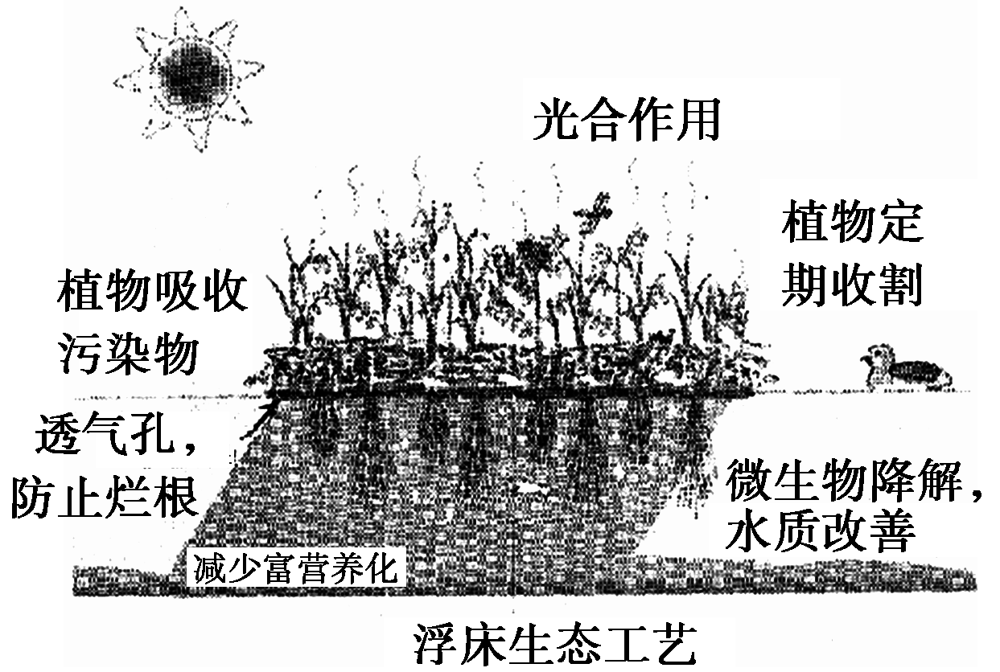 光合作用
植物定
期收割
植物吸收
污染物
透气孔，
防止烂根
微生物降解，
水质改善
减少富营养化
浮床生态工艺